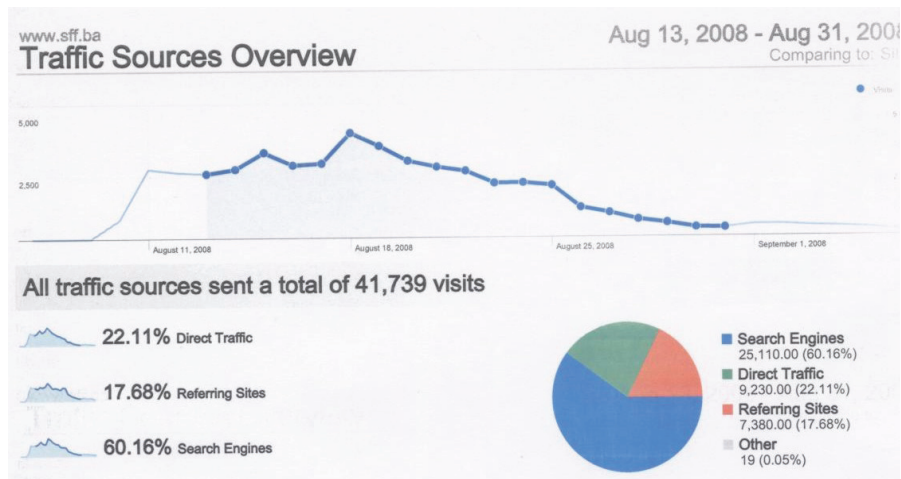 www.sff.ba
Traffic Sources Overview
Aug 13, 2008 - Aug 31, 2008
Comparing to:
Visits
5,000
2,500
August 11, 2008
August 18, 2008
August 25, 2008
September 1, 2008
All traffic sources sent a total of 41,739 visits
22.11% Direct Traffic
17.68% Referring Sites
60.16% Search Engines
Search Engines
25,110.00 (60.16%)
Direct Traffic
9,230.00 (22.11%)
Referring Sites
7,380.00 (17.68%)
Other
19 (0.05%)